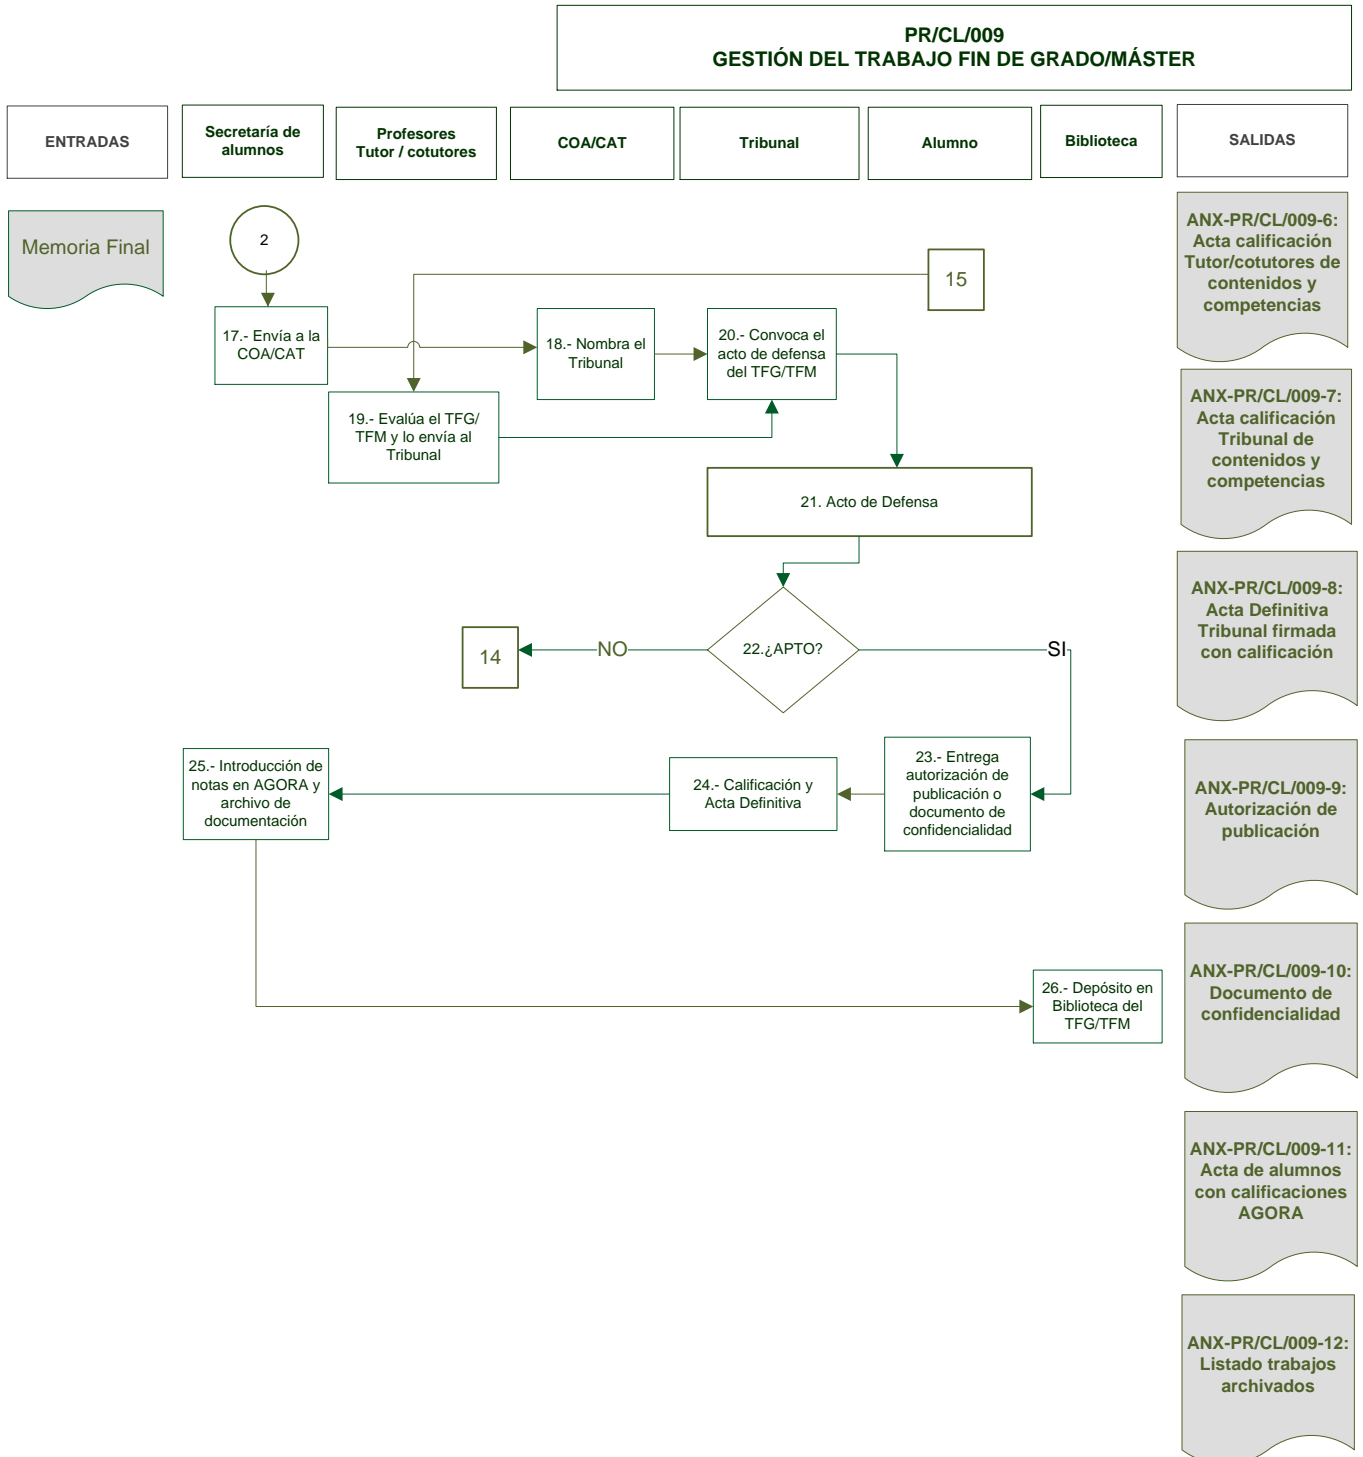 PR/CL/009
GESTIÓN DEL TRABAJO FIN DE GRADO/MÁSTER
ENTRADAS
Secretaría de
alumnos
Profesores
Tutor / cotutores
COA/CAT
Tribunal
Alumno
Biblioteca
SALIDAS
Memoria Final
2
15
17.- Envía a la
COA/CAT
18.- Nombra el
Tribunal
20.- Convoca el
acto de defensa
del TFG/TFM
19.- Evalúa el TFG/
TFM y lo envía al
Tribunal
21. Acto de Defensa
22.¿APTO?
NO
SI
14
23.- Entrega
autorización de
publicación o
documento de
confidencialidad
24.- Calificación y
Acta Definitiva
25.- Introducción de
notas en AGORA y
archivo de
documentación
26.- Depósito en
Biblioteca del
TFG/TFM
ANX-PR/CL/009-6:
Acta calificación
Tutor/cotutores de
contenidos y
competencias
ANX-PR/CL/009-7:
Acta calificación
Tribunal de
contenidos y
competencias
ANX-PR/CL/009-8:
Acta Definitiva
Tribunal firmada
con calificación
ANX-PR/CL/009-9:
Autorización de
publicación
ANX-PR/CL/009-10:
Documento de
confidencialidad
ANX-PR/CL/009-11:
Acta de alumnos
con calificaciones
AGORA
ANX-PR/CL/009-12:
Listado trabajos
archivados